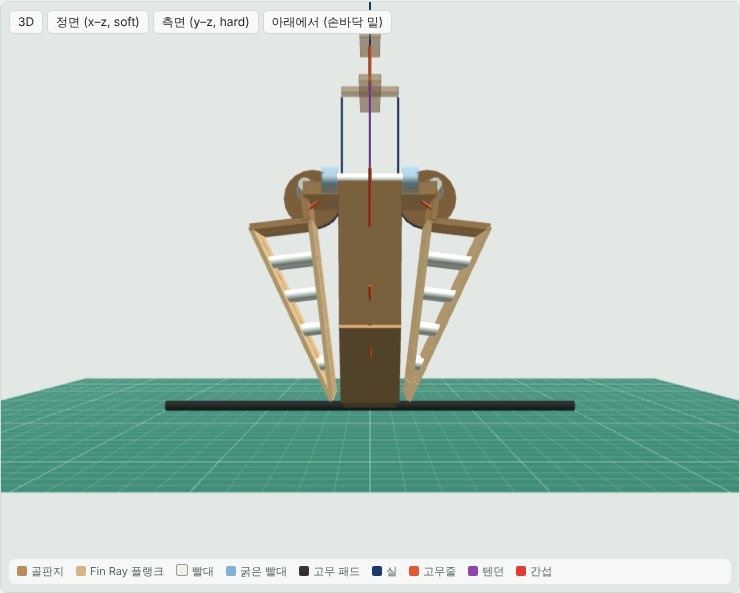 3D 정면 (x–z, soft) 측면 (y–z, hard) 아래에서 (손바닥 밑)
골판지 Fin Ray 플랭크 빨대 굵은 빨대 고무 패드 실 고무줄 텐던 간섭